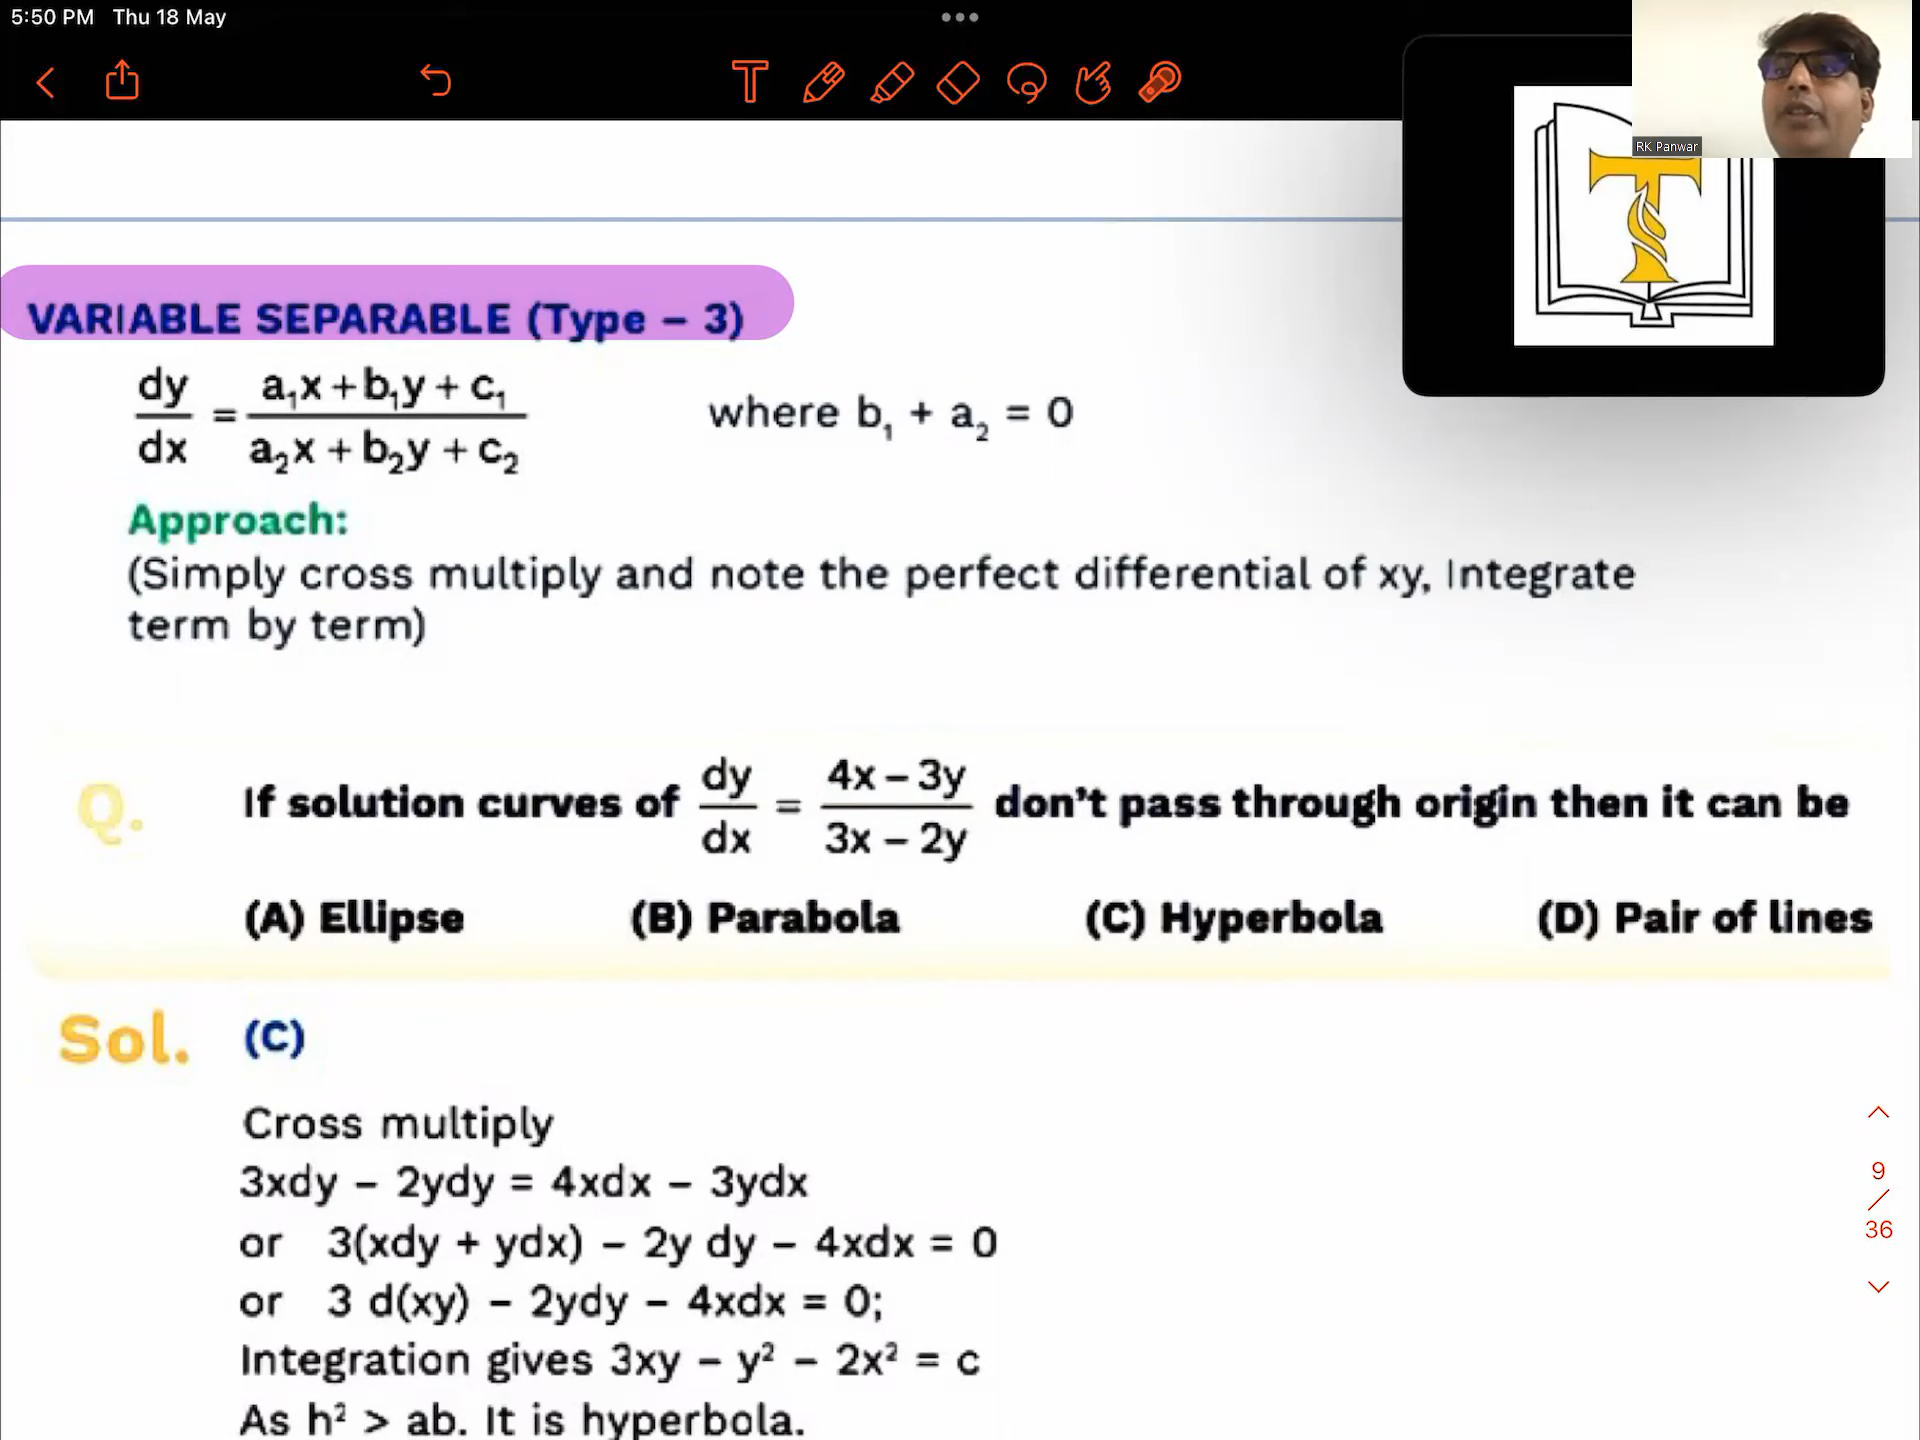 5:50 PM Thu 18 May
RK Panwar
VARIABLE SEPARABLE (Type – 3)
dy/dx = (a₁x + b₁y + c₁)/(a₂x + b₂y + c₂) where b₁ + a₂ = 0
Approach:
(Simply cross multiply and note the perfect differential of xy, Integrate
term by term)
Q. If solution curves of dy/dx = (4x – 3y)/(3x – 2y) don't pass through origin then it can be
(A) Ellipse (B) Parabola (C) Hyperbola (D) Pair of lines
Sol. (C)
Cross multiply
3xdy – 2ydy = 4xdx – 3ydx
or 3(xdy + ydx) – 2y dy – 4xdx = 0
or 3 d(xy) – 2ydy – 4xdx = 0;
Integration gives 3xy – y² – 2x² = c
As h² > ab. It is hyperbola.
9
/
36